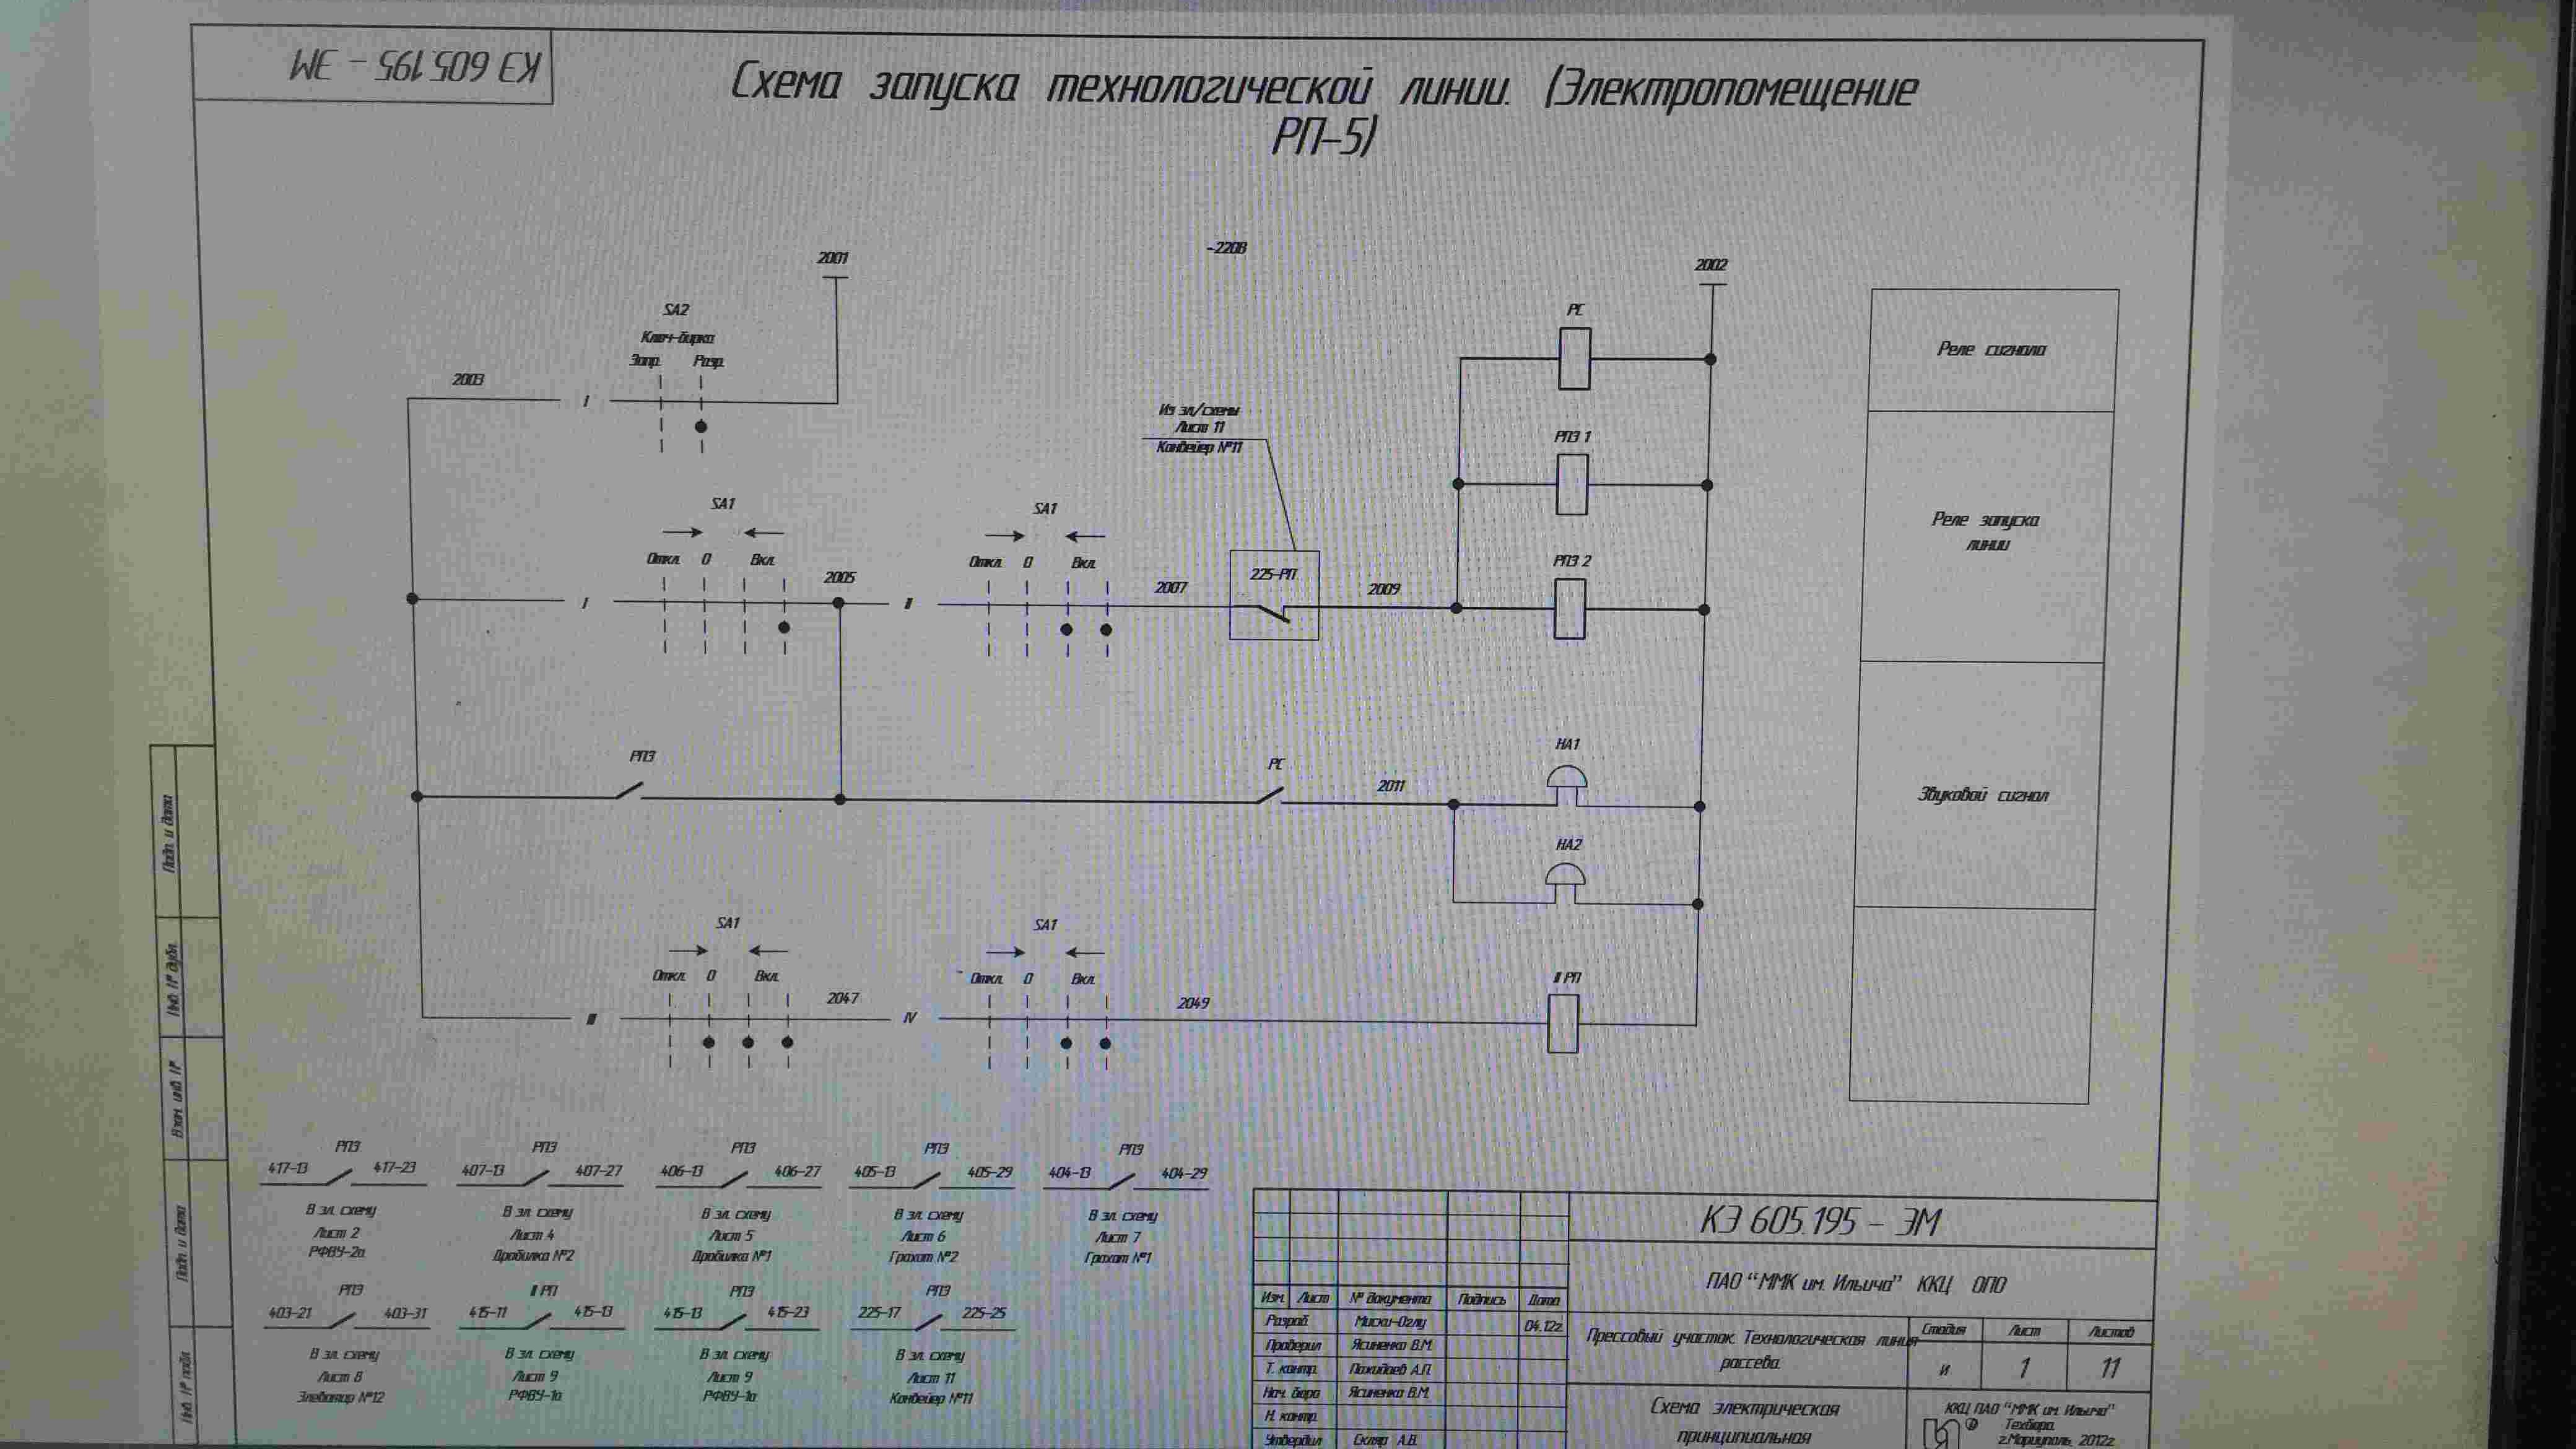 КЭ 605.195 - ЭМ
Схема запуска технологической линии. (Электропомещение
РП-5)
~220В
2001
2002
SA2
Ключ-бирка
Запр. Разр.
2003
I
РС
Реле сигнала
Из эл/схемы
Лист 11
Конвейер №11
РПЗ 1
SA1
SA1
Реле запуска
линии
Откл. 0 Вкл.
Откл. 0 Вкл.
225-РП
РПЗ 2
I
2005
II
2007
2009
РПЗ
РС
2011
НА1
Звуковой сигнал
НА2
SA1
SA1
Откл. 0 Вкл.
Откл. 0 Вкл.
II РП
III
2047
IV
2049
РПЗ
417-13 417-23
В эл. схему
Лист 2
РФВУ-2а
РПЗ
407-13 407-27
В эл. схему
Лист 4
Дробилка №2
РПЗ
406-13 406-27
В эл. схему
Лист 5
Дробилка №1
РПЗ
405-13 405-29
В эл. схему
Лист 6
Грохот №2
РПЗ
404-13 404-29
В эл. схему
Лист 7
Грохот №1
РПЗ
403-21 403-31
В эл. схему
Лист 8
Элеватор №12
II РП
415-11 415-13
В эл. схему
Лист 9
РФВУ-1а
РПЗ
415-13 415-23
В эл. схему
Лист 9
РФВУ-1а
РПЗ
225-17 225-25
В эл. схему
Лист 11
Конвейер №11
Подп. и дата
Инв. № дубл.
Взам. инв. №
Подп. и дата
Инв. № подл.
КЭ 605.195 - ЭМ
ПАО "ММК им. Ильича" ККЦ ОПО
Изм. Лист № документа Подпись Дата
Разраб. Миски-Оглу 04.12г.
Проверил Ясиненко В.М.
Т. контр.
Нач. бюро Ясиненко В.М.
Н. контр.
Утвердил Скляр А.В.
Прессовый участок. Технологическая линия
рассева.
Стадия Лист Листов
и 1 11
Схема электрическая
принципиальная
ККЦ ПАО "ММК им. Ильича"
Техбюро.
г.Мариуполь, 2012г.